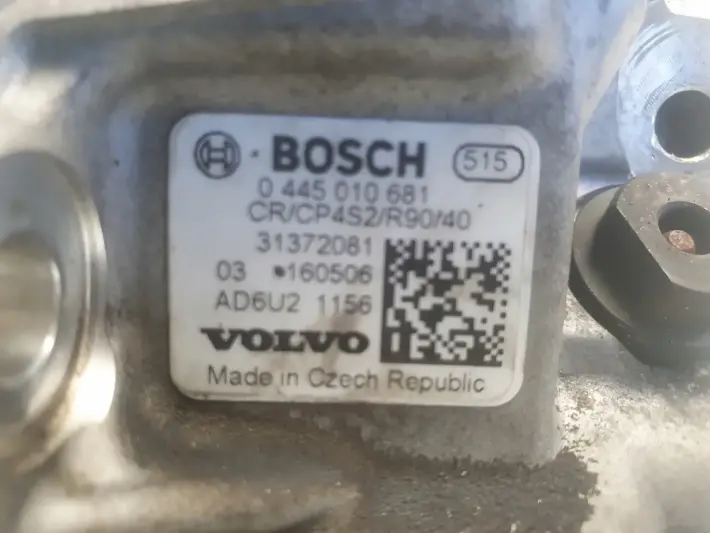 BOSCH 515
0 445 010 681
CR/CP4S2/R90/40
31372081
03 160506
AD6U2 1156
VOLVO
Made in Czech Republic